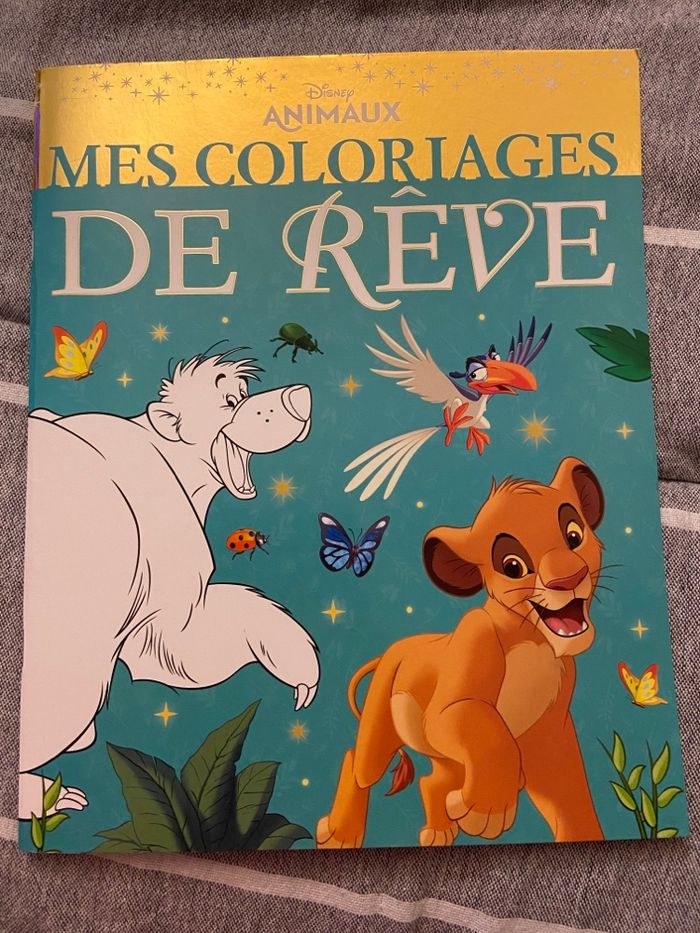 Disney
ANIMAUX
MES COLORIAGES
DE RÊVE